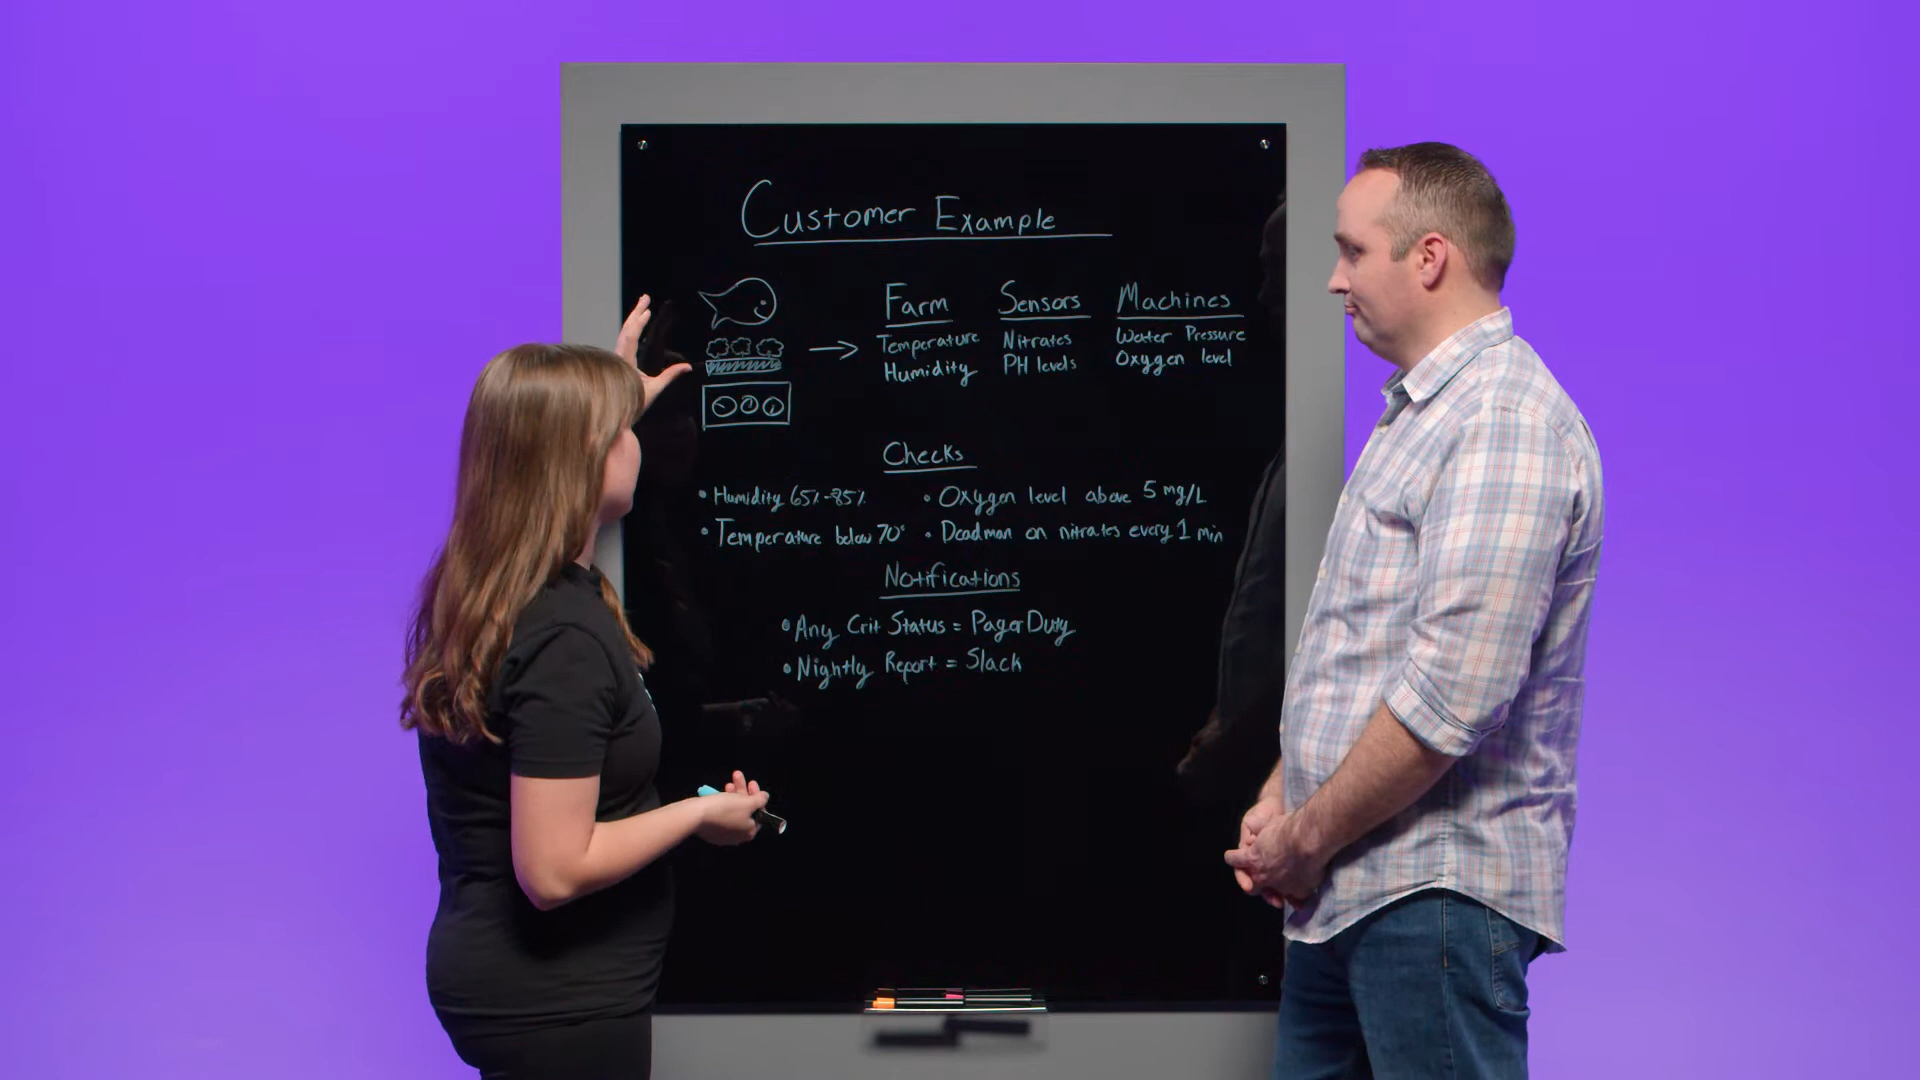 Customer Example
Farm
Temperature
Humidity
Sensors
Nitrates
PH levels
Machines
Water Pressure
Oxygen level
Checks
• Humidity 65%-85%
• Temperature below 70°
• Oxygen level above 5 mg/L
• Deadman on nitrates every 1 min
Notifications
• Any Crit Status = PagerDuty
• Nightly Report = Slack